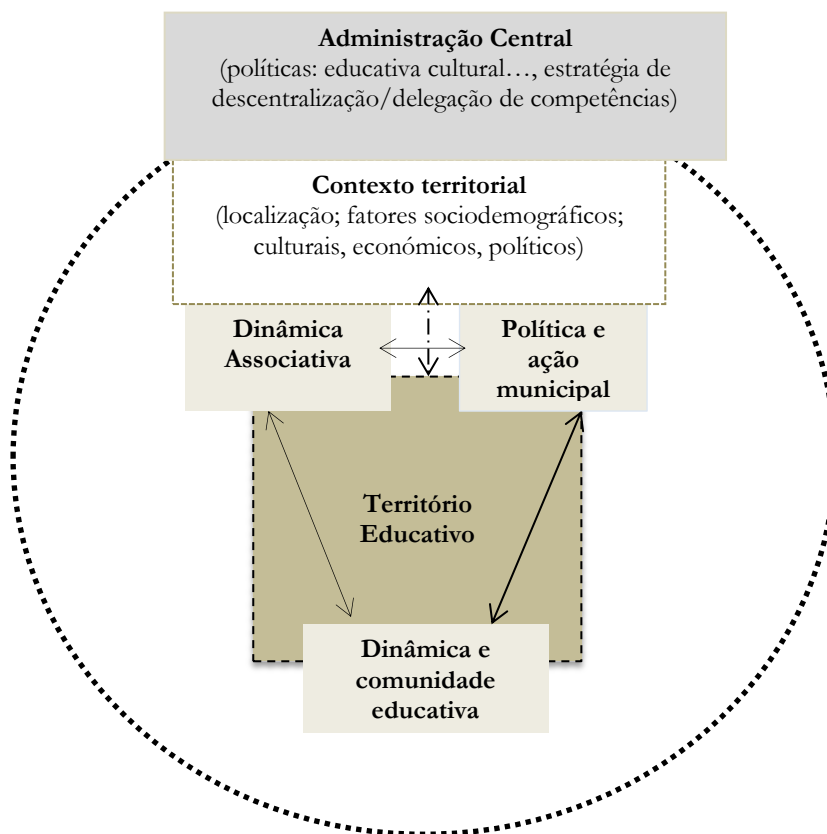 Administração Central
(políticas: educativa cultural…, estratégia de
descentralização/delegação de competências)
Contexto territorial
(localização; fatores sociodemográficos;
culturais, económicos, políticos)
Dinâmica
Associativa
Política e
ação
municipal
Território
Educativo
Dinâmica e
comunidade
educativa